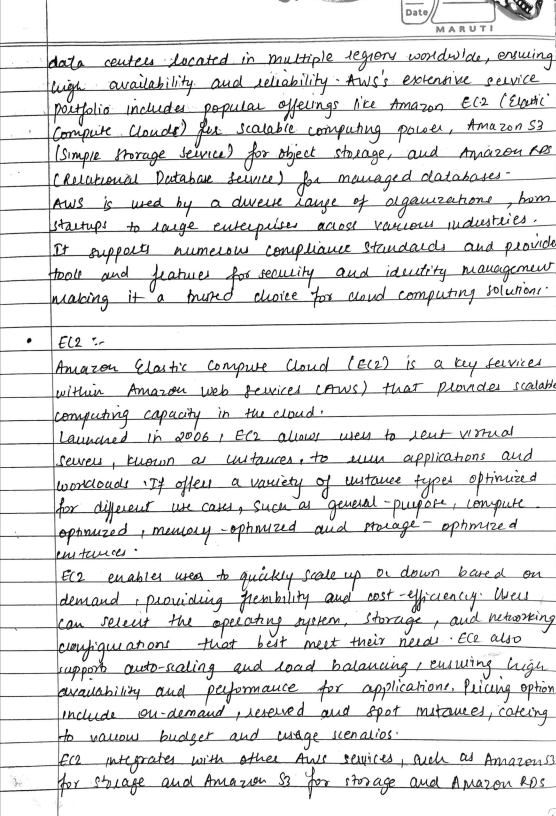 Date
MARUTI
data centers located in multiple regions worldwide, ensuring
high availability and reliability. AWS's extensive service
portfolio includes popular offerings like Amazon EC2 (Elastic
Compute Clouds) for scalable computing power, Amazon S3
(Simple Storage Service) for object storage, and Amazon RDS
(Relational Database Service) for managed databases.
AWS is used by a diverse range of organizations, from
startups to large enterprises across various industries.
It supports numerous compliance standards and provide
tools and features for security and identity management
making it a trusted choice for cloud computing solutions.
• EC2 :-
Amazon Elastic Compute Cloud (EC2) is a key services
within Amazon Web Services (AWS) that provides scalable
computing capacity in the cloud.
Launched in 2006, EC2 allows users to rent virtual
servers, known as instances, to run applications and
workloads. It offers a variety of instance types optimized
for different use cases, such as general-purpose, compute
optimized, memory-optimized and storage-optimized
instances.
EC2 enables users to quickly scale up or down based on
demand, providing flexibility and cost-efficiency. Users
can select the operating system, storage, and networking
configurations that best meet their needs. EC2 also
support auto-scaling and load balancing, ensuring high
availability and performance for applications. Pricing option
include on-demand, reserved and spot instances, catering
to various budget and usage scenarios.
EC2 integrates with other AWS services, such as Amazon S3
for storage and Amazon S3 for storage and Amazon RDS